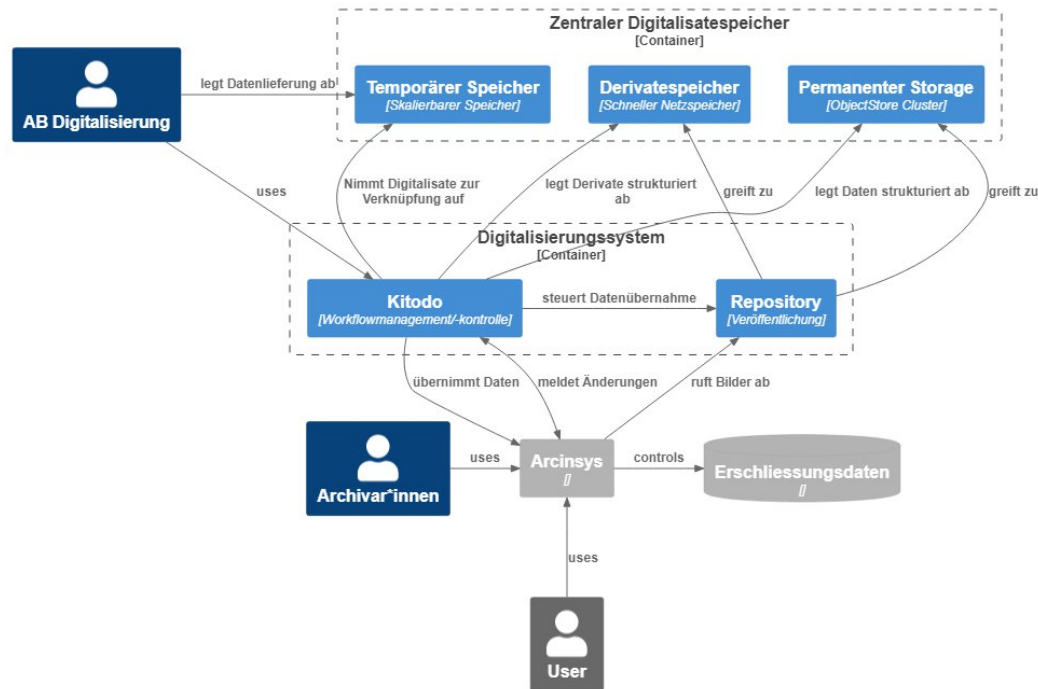 Zentraler Digitalisatespeicher
[Container]
AB Digitalisierung
legt Datenlieferung ab
Temporärer Speicher
[Skalierbarer Speicher]
Derivatespeicher
[Schneller Netzspeicher]
Permanenter Storage
[ObjectStore Cluster]
uses
Nimmt Digitalisate zur
Verknüpfung auf
legt Derivate strukturiert
ab
greift zu
legt Daten strukturiert ab
greift zu
Digitalisierungssystem
[Container]
Kitodo
[Workflowmanagement/-kontrolle]
steuert Datenübernahme
Repository
[Veröffentlichung]
übernimmt Daten
meldet Änderungen
ruft Bilder ab
Archivar*innen
uses
Arcinsys
[]
controls
Erschliessungsdaten
[]
uses
User